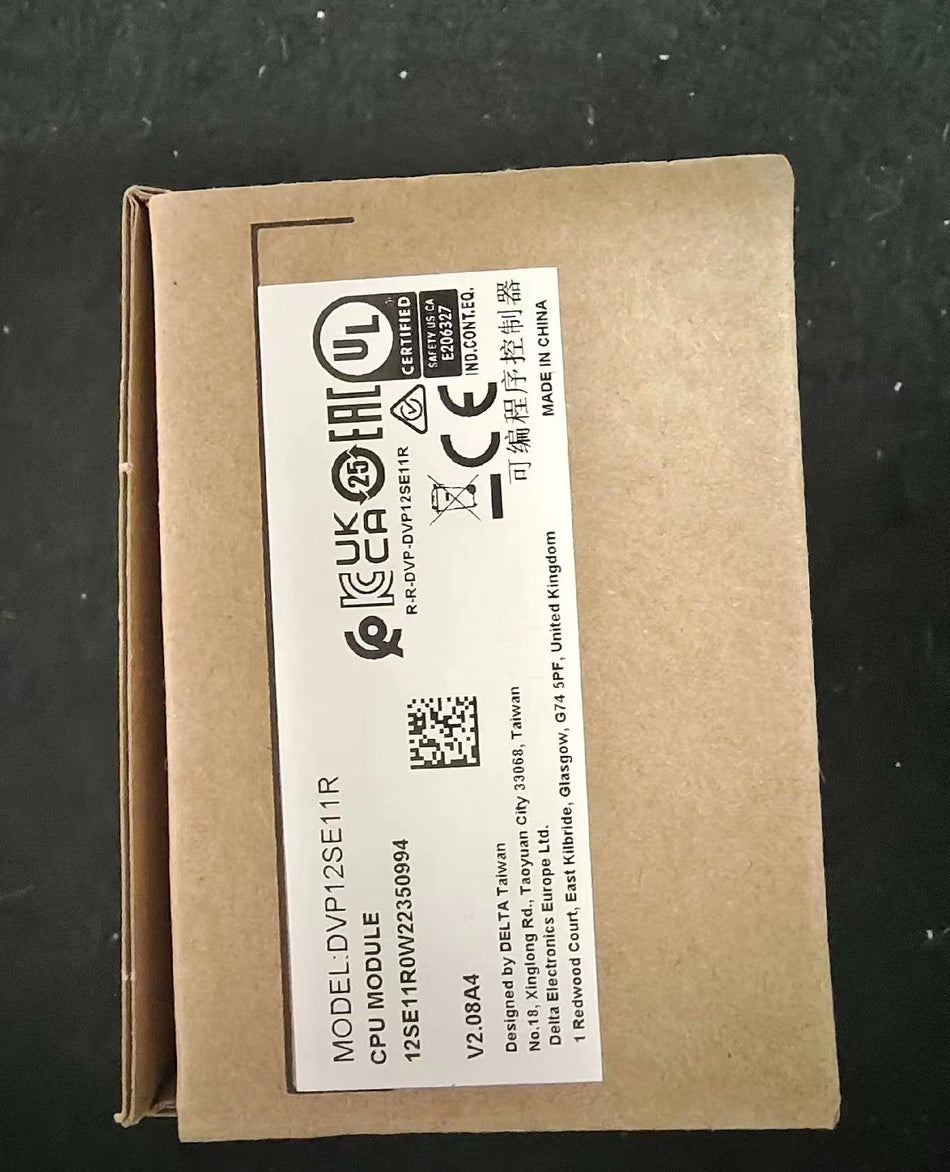 MODEL:DVP12SE11R
CPU MODULE
12SE11R0W22350994
V2.08A4
Designed by DELTA Taiwan
No.18, Xinglong Rd., Taoyuan City 33068, Taiwan
Delta Electronics Europe Ltd.
1 Redwood Court, East Kilbride, Glasgow, G74 5PF, United Kingdom
UK
CA
25
EAC
UL
CERTIFIED
SAFETY US CA
E206327
IND.CONT.EQ.
R-R-DVP-DVP12SE11R
CE
可编程序控制器
MADE IN CHINA